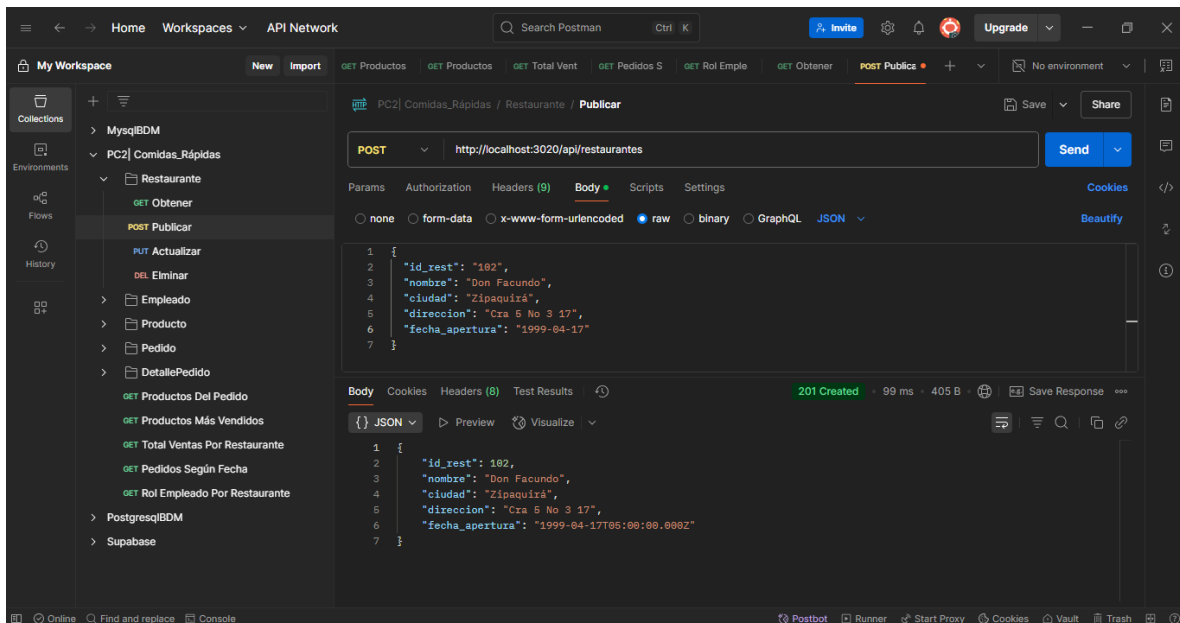 Home Workspaces API Network Search Postman Ctrl K Invite Upgrade
My Workspace New Import GET Productos GET Productos GET Total Vent GET Pedidos S GET Rol Emple GET Obtener POST Publica No environment
Collections
Environments
Flows
History
MysqlBDM
PC2| Comidas_Rápidas
Restaurante
GET Obtener
POST Publicar
PUT Actualizar
DEL Elminar
Empleado
Producto
Pedido
DetallePedido
GET Productos Del Pedido
GET Productos Más Vendidos
GET Total Ventas Por Restaurante
GET Pedidos Según Fecha
GET Rol Empleado Por Restaurante
PostgresqlBDM
Supabase
HTTP PC2| Comidas_Rápidas / Restaurante / Publicar Save Share
POST http://localhost:3020/api/restaurantes Send
Params Authorization Headers (9) Body Scripts Settings Cookies
none form-data x-www-form-urlencoded raw binary GraphQL JSON Beautify
1 {
2 "id_rest": "102",
3 "nombre": "Don Facundo",
4 "ciudad": "Zipaquirá",
5 "direccion": "Cra 5 No 3 17",
6 "fecha_apertura": "1999-04-17"
7 }
Body Cookies Headers (8) Test Results 201 Created 99 ms 405 B e.g. Save Response
{} JSON Preview Visualize
1 {
2 "id_rest": 102,
3 "nombre": "Don Facundo",
4 "ciudad": "Zipaquirá",
5 "direccion": "Cra 5 No 3 17",
6 "fecha_apertura": "1999-04-17T05:00:00.000Z"
7 }
Online Find and replace Console Postbot Runner Start Proxy Cookies Vault Trash